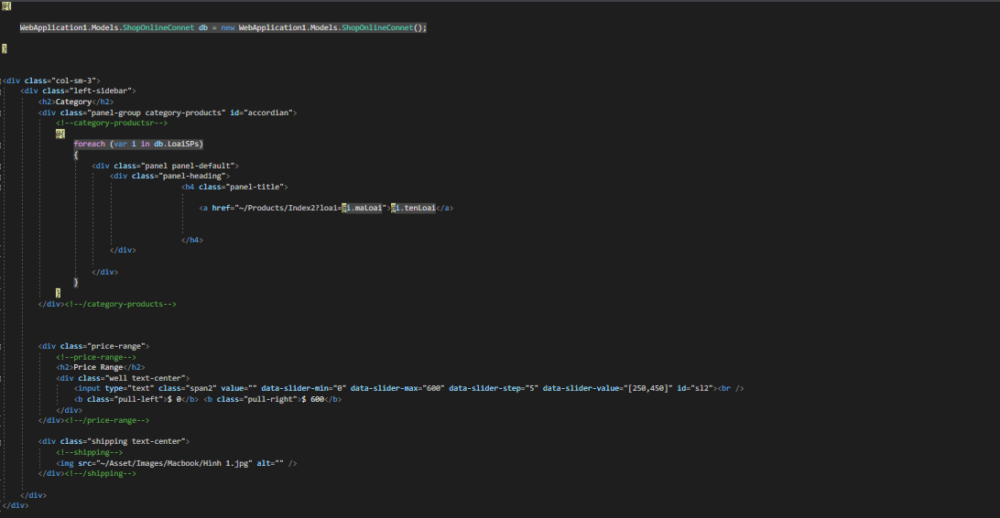 @{
WebApplication1.Models.ShopOnlineConnet db = new WebApplication1.Models.ShopOnlineConnet();
}
<div class="col-sm-3">
<div class="left-sidebar">
<h2>Category</h2>
<div class="panel-group category-products" id="accordian">
<!--category-productsr-->
@{
foreach (var i in db.LoaiSPs)
{
<div class="panel panel-default">
<div class="panel-heading">
<h4 class="panel-title">
<a href="~/Products/Index2?loai=@i.maLoai">@i.tenLoai</a>
</h4>
</div>
</div>
}
}
</div><!--/category-products-->
<div class="price-range">
<!--price-range-->
<h2>Price Range</h2>
<div class="well text-center">
<input type="text" class="span2" value="" data-slider-min="0" data-slider-max="600" data-slider-step="5" data-slider-value="[250,450]" id="sl2"><br />
<b class="pull-left">$ 0</b> <b class="pull-right">$ 600</b>
</div>
</div><!--/price-range-->
<div class="shipping text-center">
<!--shipping-->
<img src="~/Asset/Images/Macbook/Hình 1.jpg" alt="" />
</div><!--/shipping-->
</div>
</div>